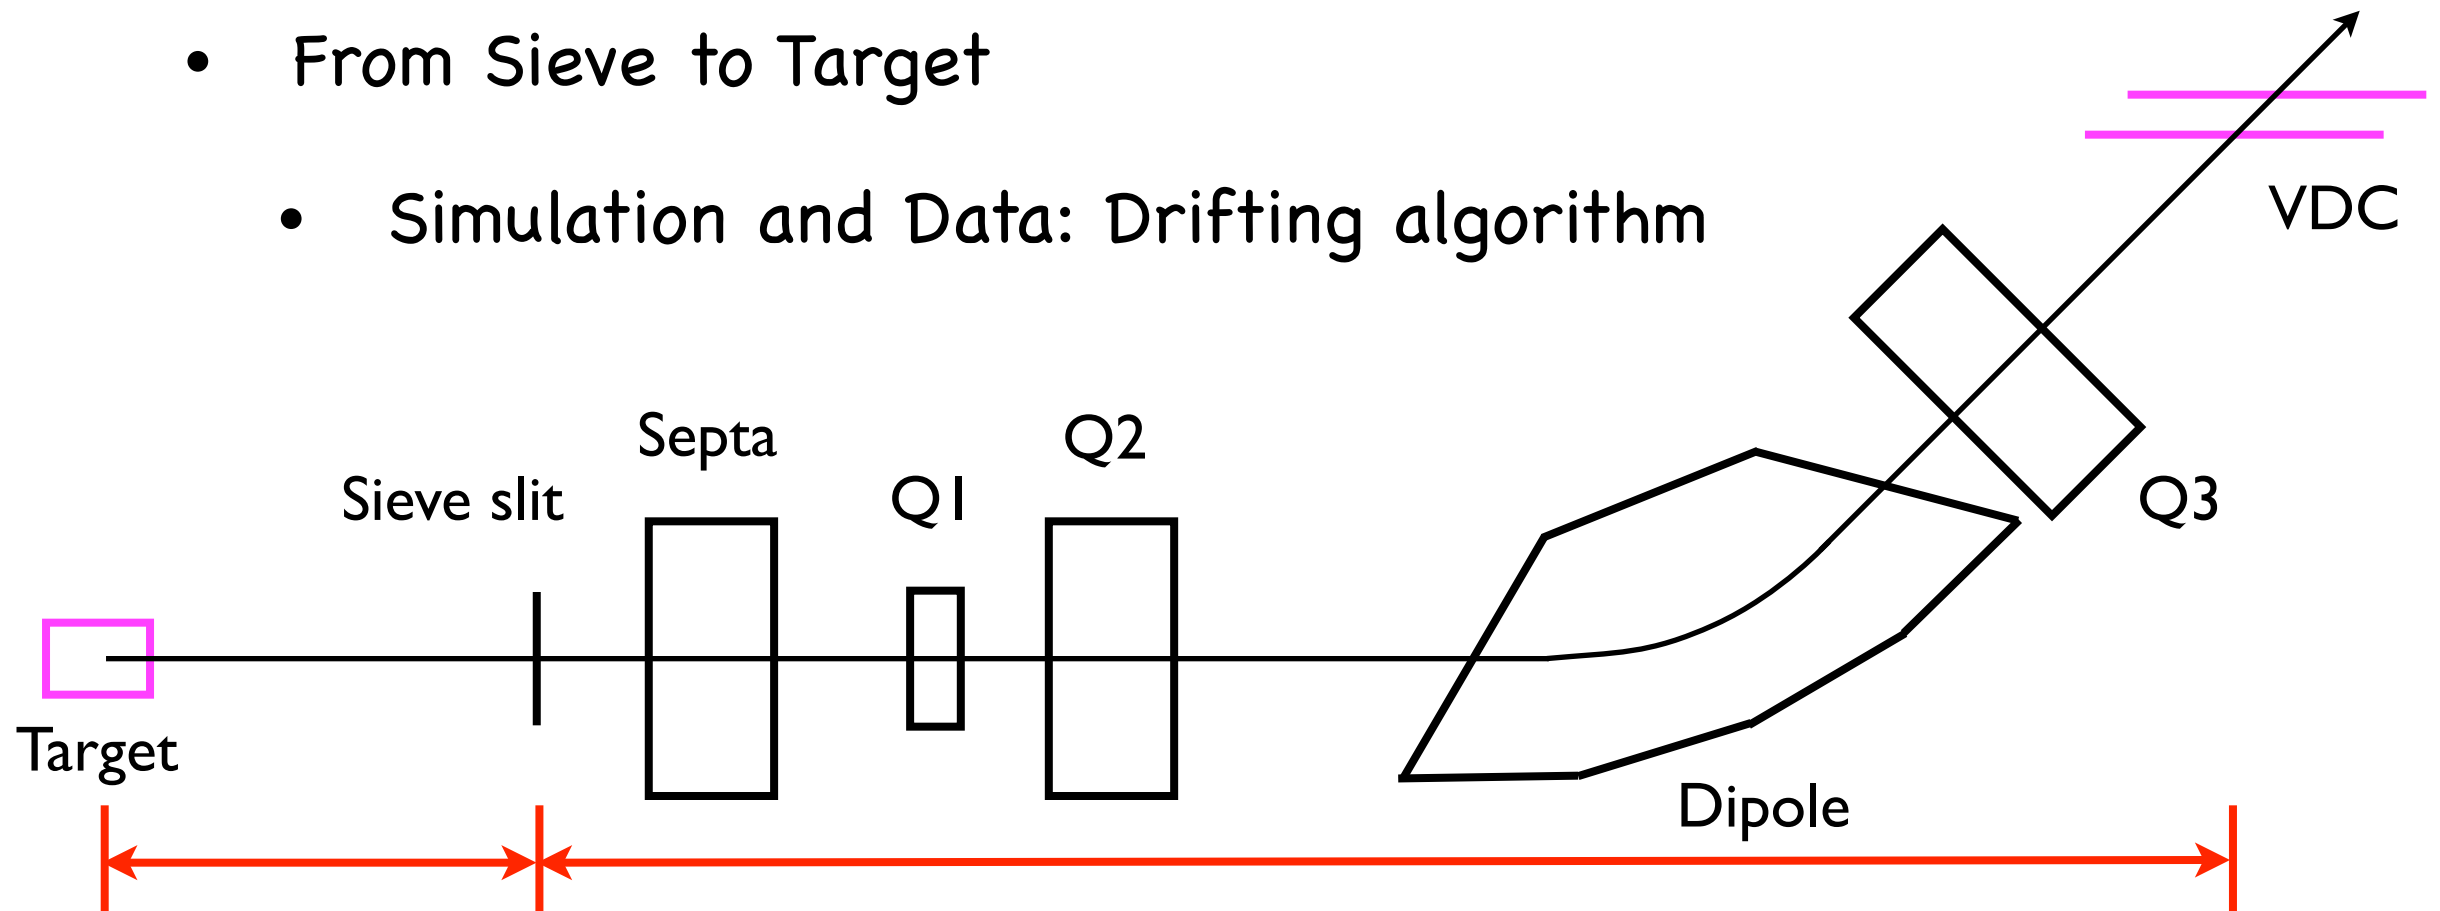 • From Sieve to Target
• Simulation and Data: Drifting algorithm
VDC
Septa
Q2
Sieve slit
Q1
Q3
Target
Dipole